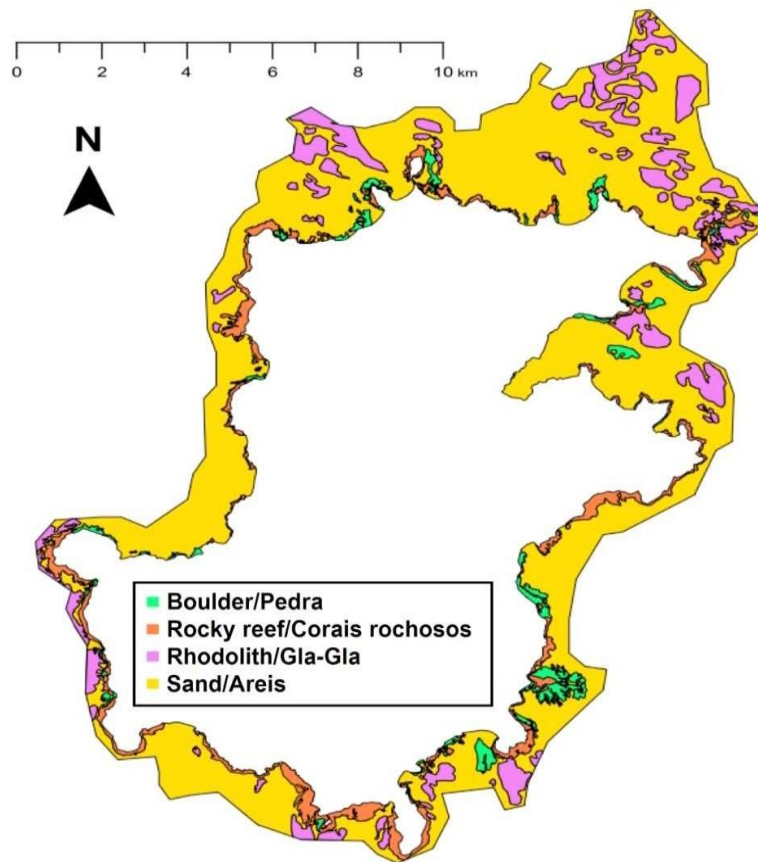 0 2 4 6 8 10 km
N
Boulder/Pedra
Rocky reef/Corais rochosos
Rhodolith/Gla-Gla
Sand/Areis